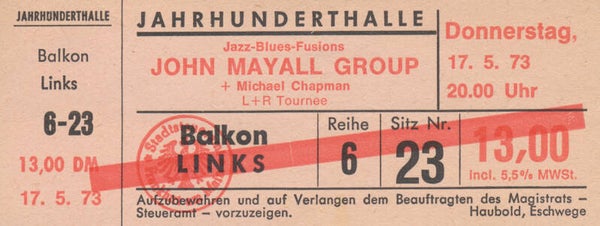 JAHRHUNDERTHALLE
Balkon
Links
6-23
13,00 DM
17. 5. 73
JAHRHUNDERTHALLE
Jazz-Blues-Fusions
JOHN MAYALL GROUP
+ Michael Chapman
L+R Tournee
Donnerstag,
17. 5. 73
20.00 Uhr
Balkon
LINKS
Reihe
6
Sitz Nr.
23
13,00
incl. 5,5% MWSt.
Aufzubewahren und auf Verlangen dem Beauftragten des Magistrats -
Steueramt - vorzuzeigen.
Haubold, Eschwege